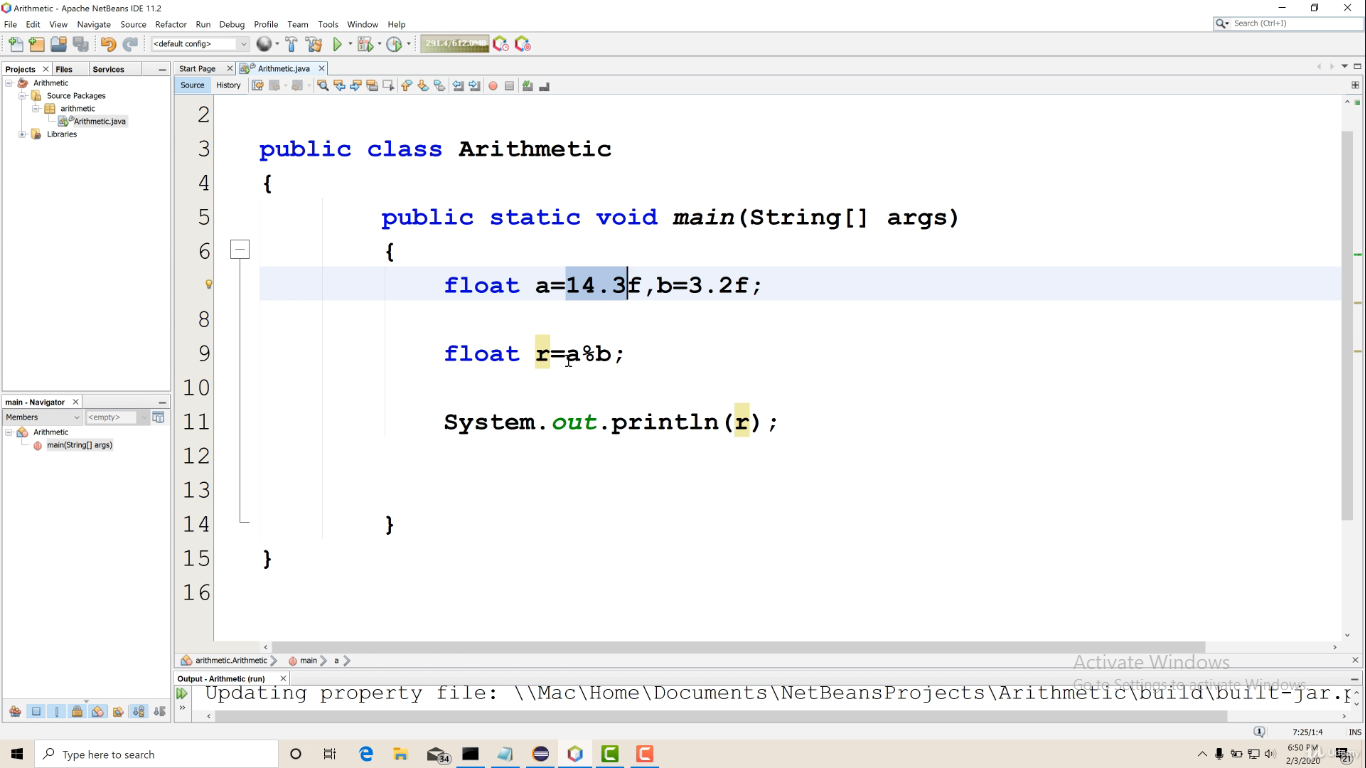 Arithmetic - Apache NetBeans IDE 11.2
File Edit View Navigate Source Refactor Run Debug Profile Team Tools Window Help
Search (Ctrl+I)
<default config>
Projects Files Services
Start Page Arithmetic.java
Source History
Arithmetic
Source Packages
arithmetic
Arithmetic.java
Libraries
2
3 public class Arithmetic
4 {
5 public static void main(String[] args)
6 {
float a=14.3f,b=3.2f;
8
9 float r=a%b;
10
11 System.out.println(r);
12
13
14 }
15 }
16
main - Navigator
Members <empty>
Arithmetic
main(String[] args)
arithmetic.Arithmetic main a
Activate Windows
Go to Settings to activate Windows.
Output - Arithmetic (run)
Updating property file: \\Mac\Home\Documents\NetBeansProjects\Arithmetic\build\built-jar.p
7:25/1:4 INS
Type here to search
34
6:50 PM
2/3/2020
21